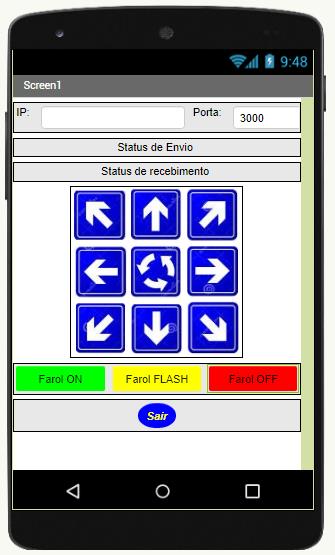 9:48
Screen1
IP: Porta: 3000
Status de Envio
Status de recebimento
Farol ON Farol FLASH Farol OFF
Sair